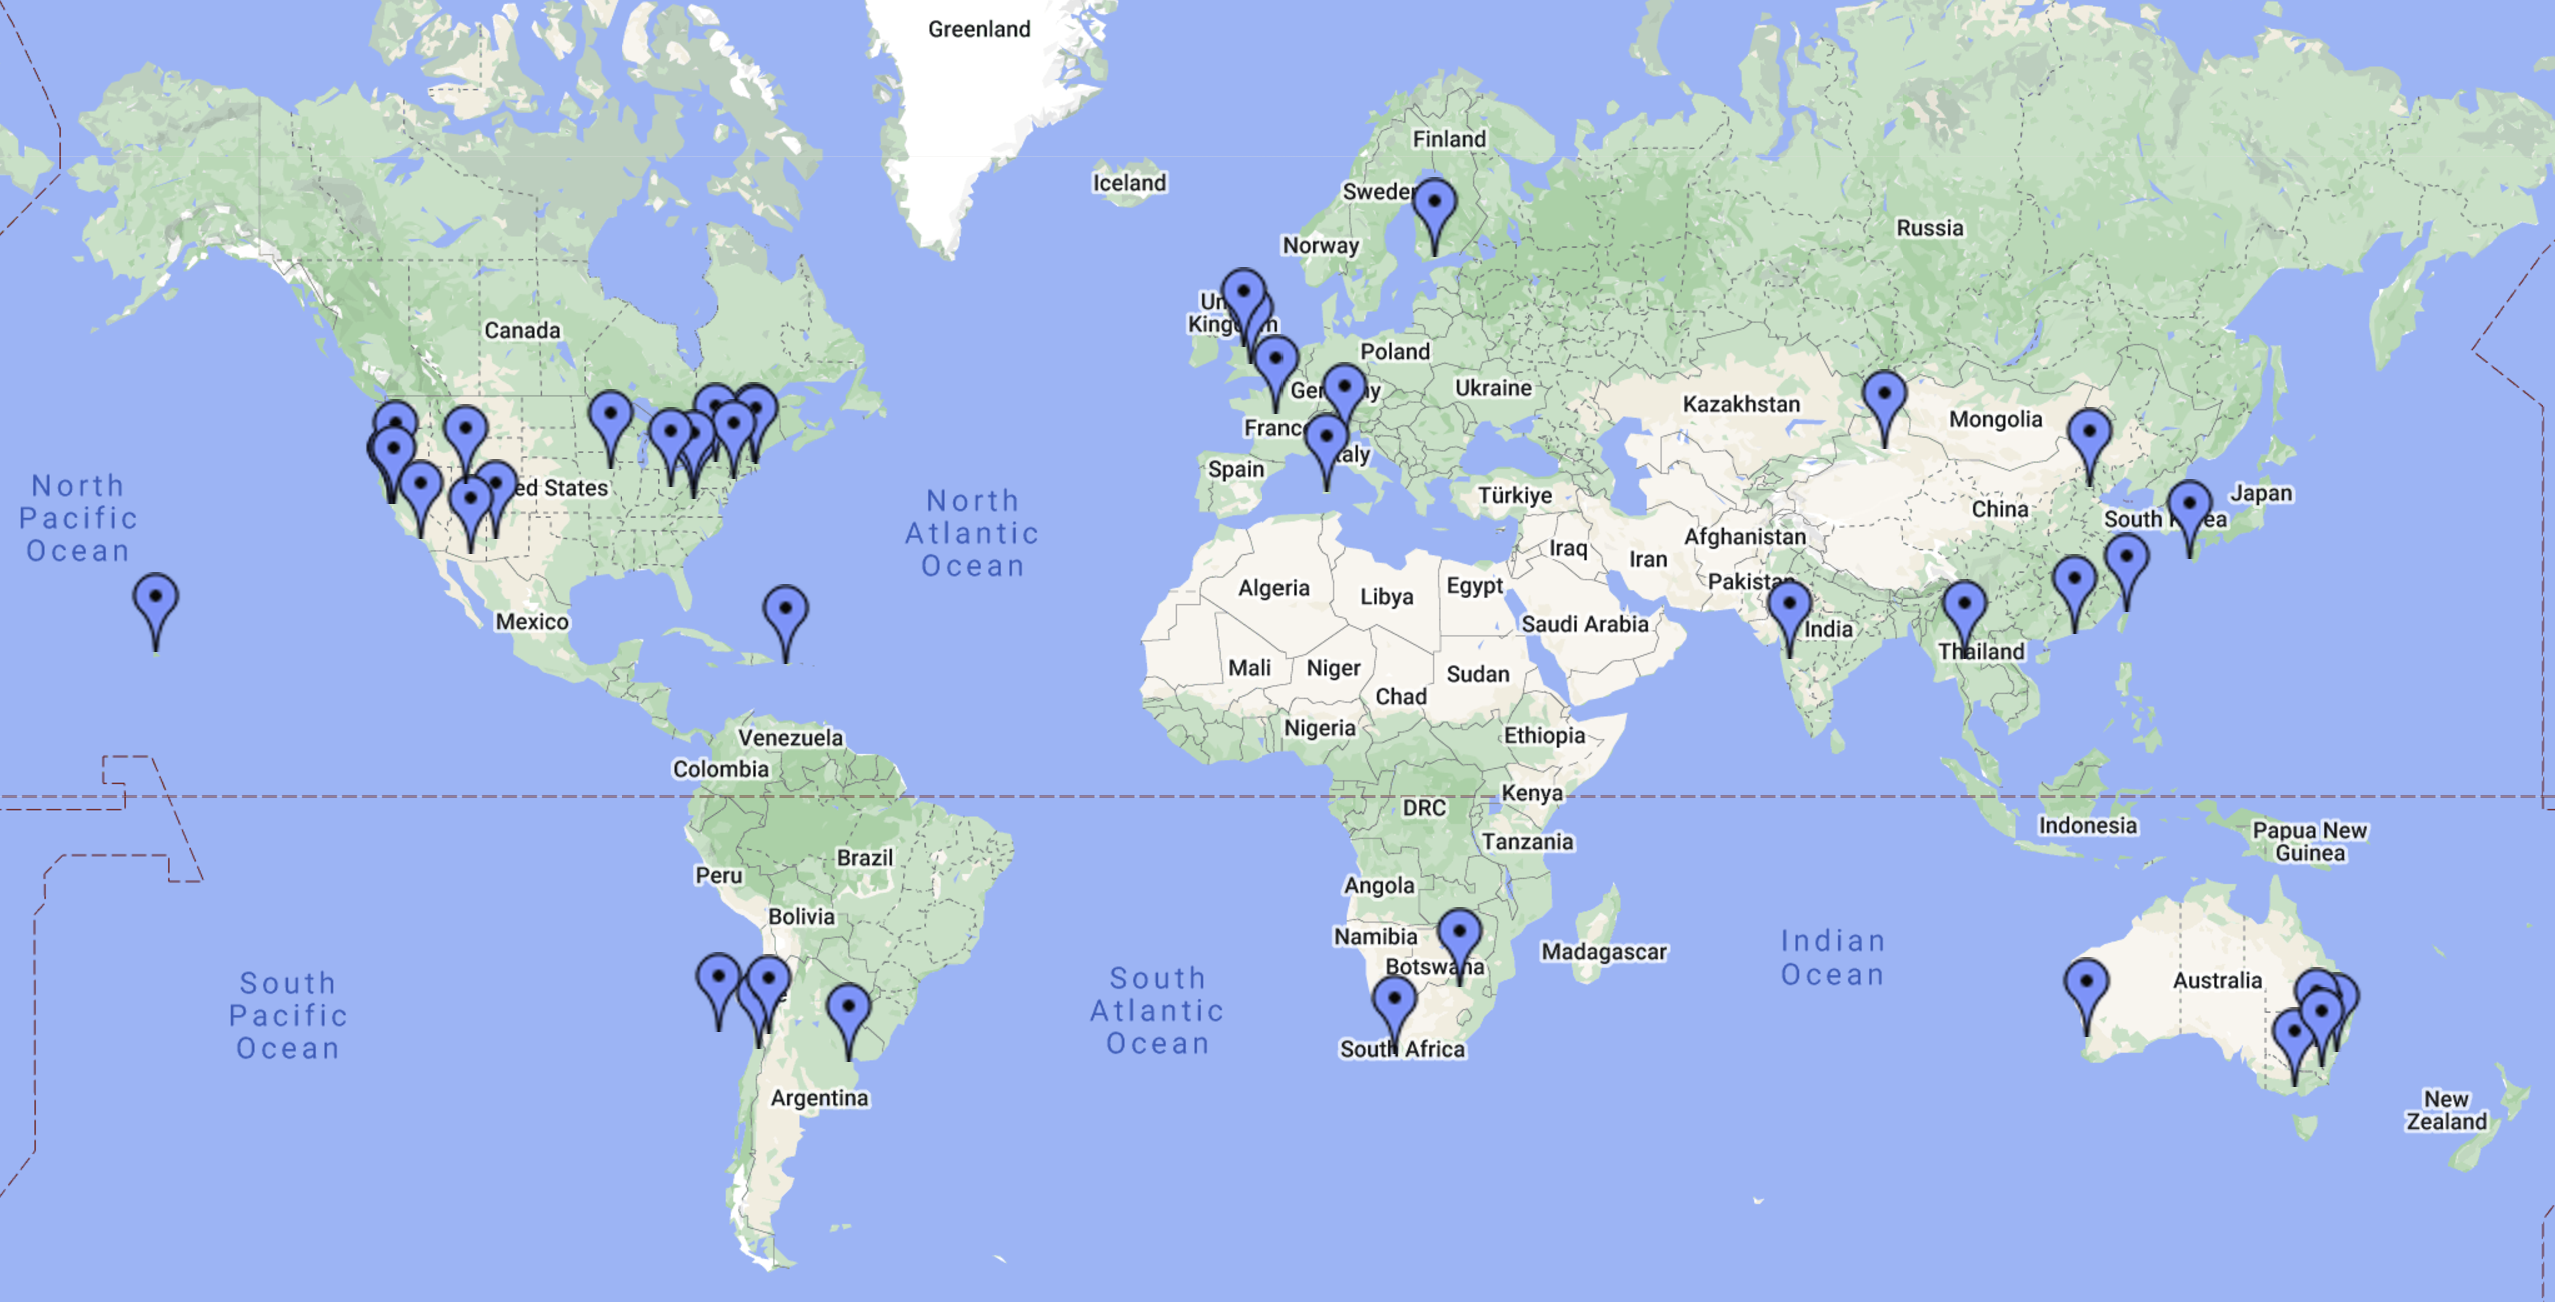 Greenland
Iceland
Finland
Sweden
Norway
Russia
Canada
United
Kingdom
Poland
Germany
Ukraine
France
Italy
Spain
Kazakhstan
Mongolia
Türkiye
China
Japan
South Korea
North
Pacific
Ocean
United States
North
Atlantic
Ocean
Afghanistan
Iraq
Iran
Pakistan
Algeria
Libya
Egypt
Saudi Arabia
India
Thailand
Mexico
Mali
Niger
Chad
Sudan
Nigeria
Ethiopia
Venezuela
Colombia
DRC
Kenya
Tanzania
Indonesia
Papua New
Guinea
Brazil
Peru
Angola
Bolivia
Namibia
Botswana
Madagascar
Indian
Ocean
Australia
South
Pacific
Ocean
South
Atlantic
Ocean
South Africa
Argentina
New
Zealand